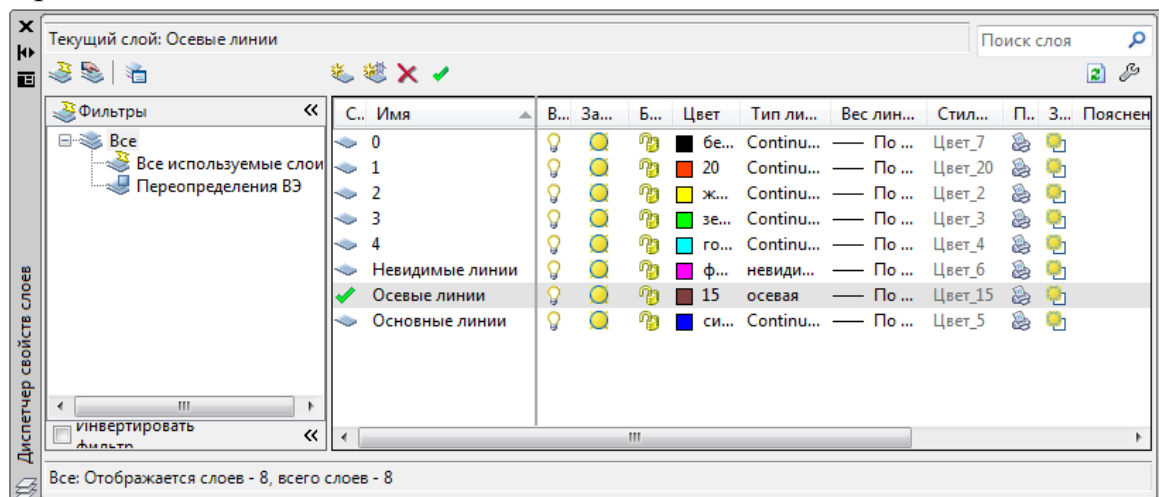 Текущий слой: Осевые линии
Поиск слоя
Фильтры
Все
Все используемые слои
Переопределения ВЭ
Инвертировать
фильтр
С.. Имя В... За... Б... Цвет Тип ли... Вес лин... Стил... П.. З... Пояснен
0 бе... Continu... По ... Цвет_7
1 20 Continu... По ... Цвет_20
2 ж... Continu... По ... Цвет_2
3 зе... Continu... По ... Цвет_3
4 го... Continu... По ... Цвет_4
Невидимые линии ф... невиди... По ... Цвет_6
Осевые линии 15 осевая По ... Цвет_15
Основные линии си... Continu... По ... Цвет_5
Все: Отображается слоев - 8, всего слоев - 8
Диспетчер свойств слоев